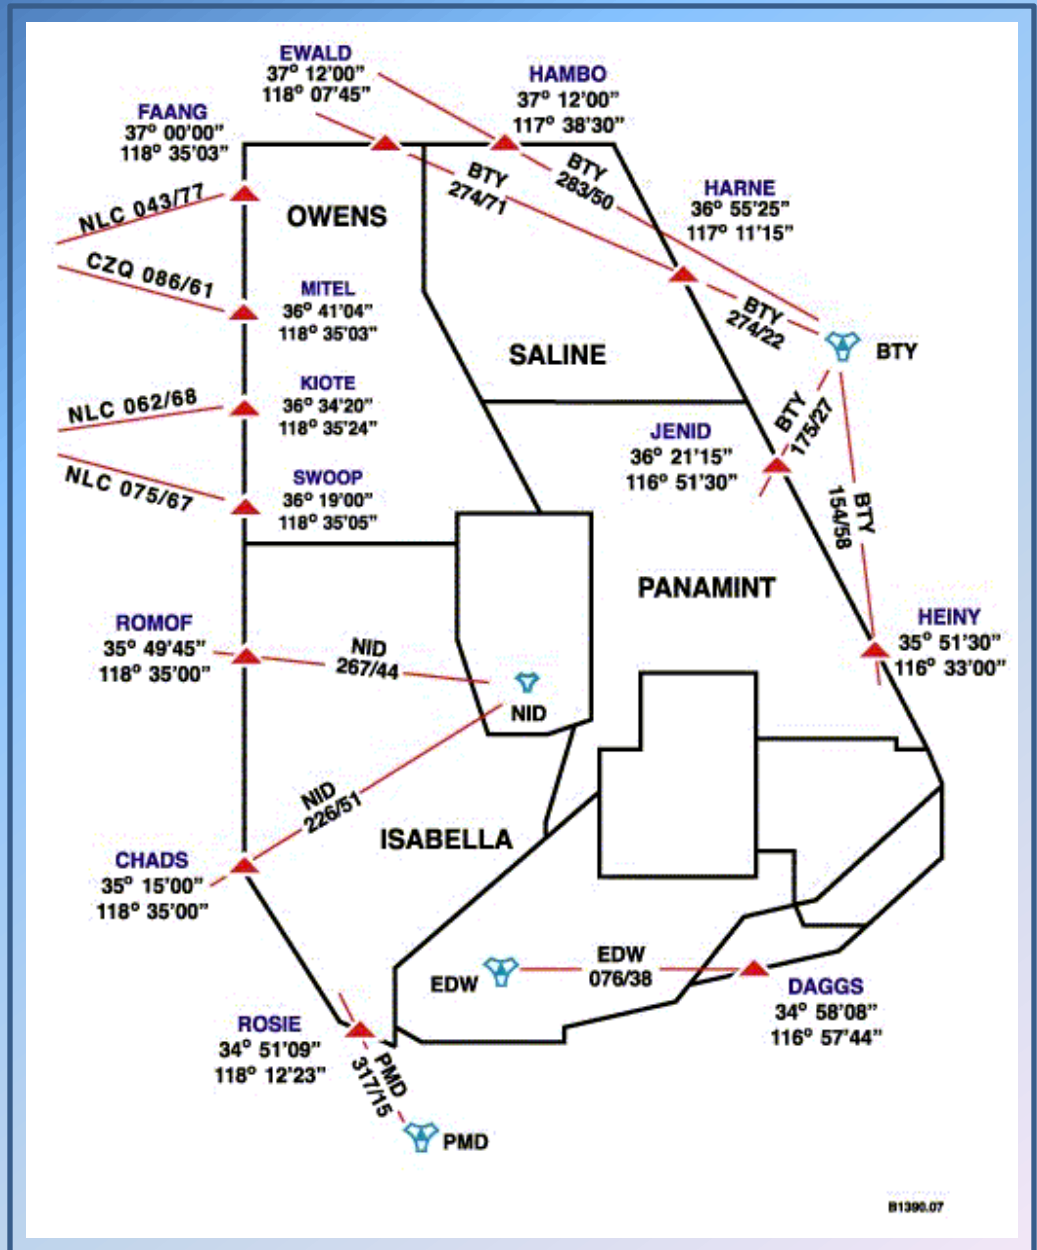 EWALD
37° 12'00"
118° 07'45"
HAMBO
37° 12'00"
117° 38'30"
FAANG
37° 00'00"
118° 35'03"
BTY
283/50
BTY
274/71
HARNE
36° 55'25"
117° 11'15"
NLC 043/77
OWENS
CZQ 086/61
MITEL
36° 41'04"
118° 35'03"
BTY
274/22
SALINE
BTY
KIOTE
36° 34'20"
118° 35'24"
NLC 062/68
BTY
175/27
JENID
36° 21'15"
116° 51'30"
SWOOP
36° 19'00"
118° 35'05"
NLC 075/67
BTY
154/58
PANAMINT
ROMOF
35° 49'45"
118° 35'00"
NID
267/44
HEINY
35° 51'30"
116° 33'00"
NID
NID
226/51
ISABELLA
CHADS
35° 15'00"
118° 35'00"
EDW
EDW
076/38
DAGGS
34° 58'08"
116° 57'44"
ROSIE
34° 51'09"
118° 12'23"
PMD
317/15
PMD
B1390.07